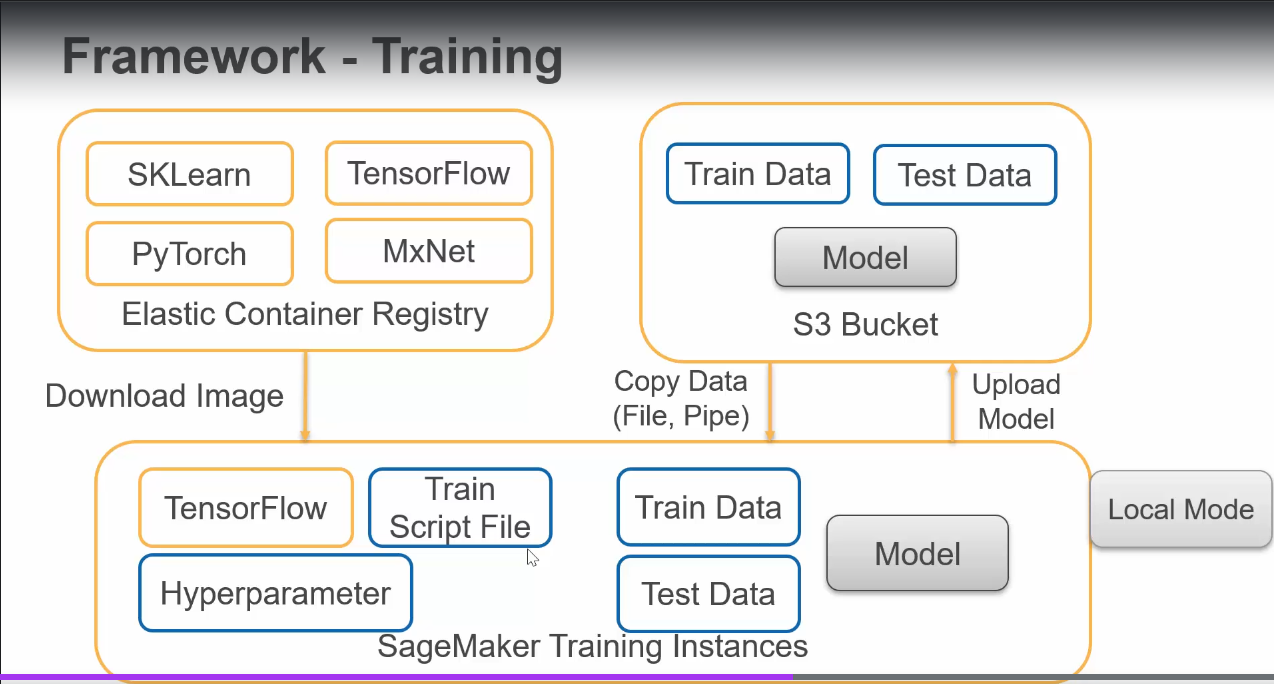 Framework - Training
SKLearn
TensorFlow
PyTorch
MxNet
Elastic Container Registry
Train Data
Test Data
Model
S3 Bucket
Download Image
Copy Data
(File, Pipe)
Upload
Model
TensorFlow
Train
Script File
Hyperparameter
Train Data
Test Data
Model
Local Mode
SageMaker Training Instances